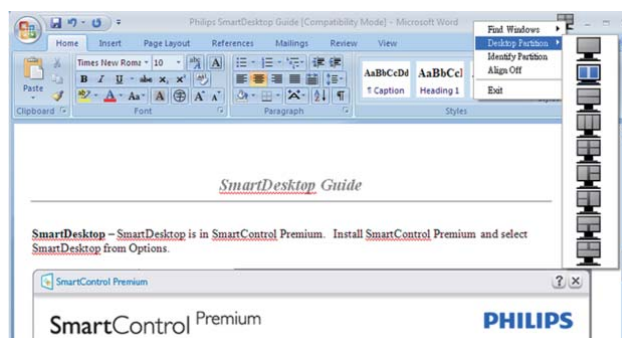 Philips SmartDesktop Guide [Compatibility Mode] - Microsoft Word
Home Insert Page Layout References Mailings Review View
Find Windows
Desktop Partition
Identify Partition
Align Off
Exit
Times New Roma 10
B I U abc x, x'
Paste
AaBbCcDd AaBbCcl
¶ Caption Heading 1
Clipboard Font Paragraph Styles
SmartDesktop Guide
SmartDesktop – SmartDesktop is in SmartControl Premium. Install SmartControl Premium and select
SmartDesktop from Options.
SmartControl Premium
SmartControl Premium PHILIPS